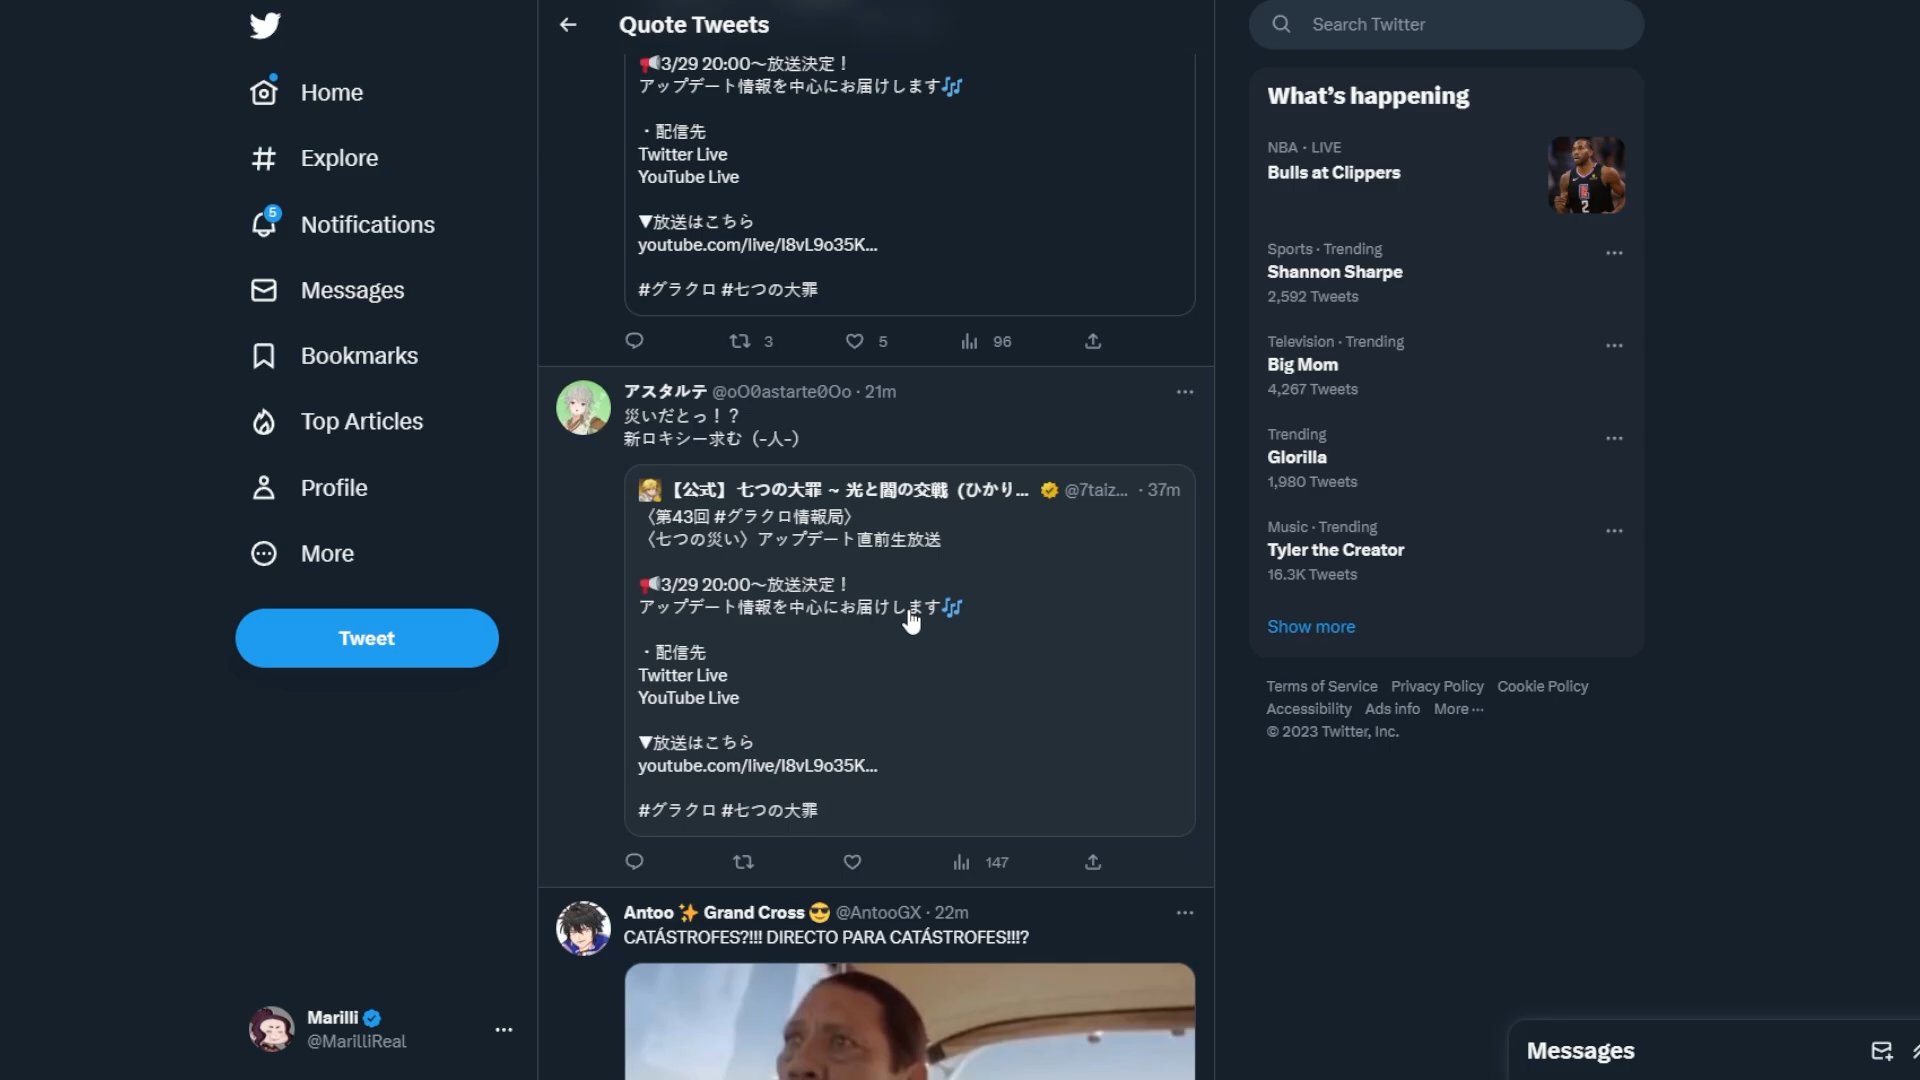 Home
Explore
5
Notifications
Messages
Bookmarks
Top Articles
Profile
More
Tweet
Marilli
@MarilliReal
Quote Tweets
3/29 20:00〜放送決定！
アップデート情報を中心にお届けします
・配信先
Twitter Live
YouTube Live
▼放送はこちら
youtube.com/live/I8vL9o35K...
#グラクロ #七つの大罪
3 5 96
アスタルテ @oO0astarte0Oo · 21m
災いだとっ！？
新ロキシー求む（-人-）
【公式】 七つの大罪 ~ 光と闇の交戦（ひかり... @7taiz... · 37m
〈第43回 #グラクロ情報局〉
〈七つの災い〉アップデート直前生放送
3/29 20:00〜放送決定！
アップデート情報を中心にお届けします
・配信先
Twitter Live
YouTube Live
▼放送はこちら
youtube.com/live/I8vL9o35K...
#グラクロ #七つの大罪
147
Antoo Grand Cross @AntooGX · 22m
CATÁSTROFES?!!! DIRECTO PARA CATÁSTROFES!!!?
Search Twitter
What's happening
NBA · LIVE
Bulls at Clippers
2
Sports · Trending
Shannon Sharpe
2,592 Tweets
Television · Trending
Big Mom
4,267 Tweets
Trending
Glorilla
1,980 Tweets
Music · Trending
Tyler the Creator
16.3K Tweets
Show more
Terms of Service Privacy Policy Cookie Policy
Accessibility Ads info More ···
© 2023 Twitter, Inc.
Messages